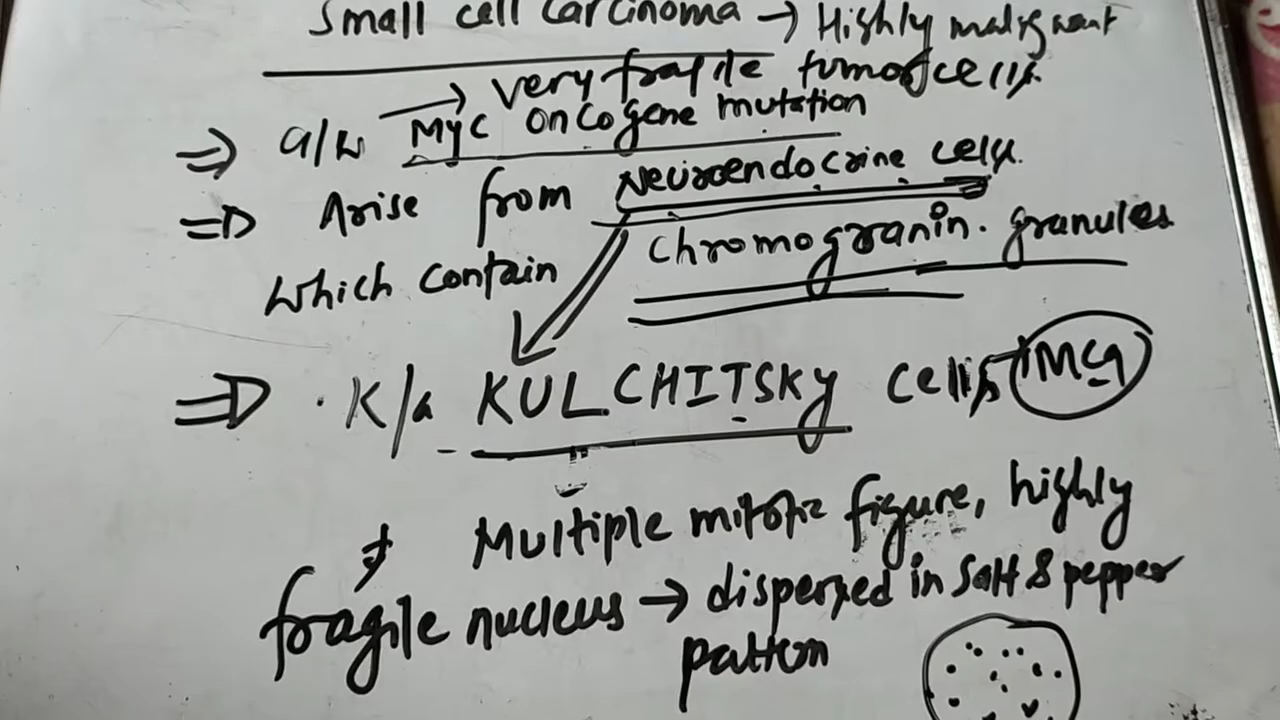 Small cell carcinoma → Highly malignant
→ very fragile tumor cells
⇒ a/w Myc oncogene mutation
⇒ Arise from Neuroendocrine cells.
which contain chromogranin. granules
⇒ . K/a KULCHITSKY cells MCQ
Multiple mitotic figure, highly
fragile nucleus → dispersed in Salt & pepper
pattern